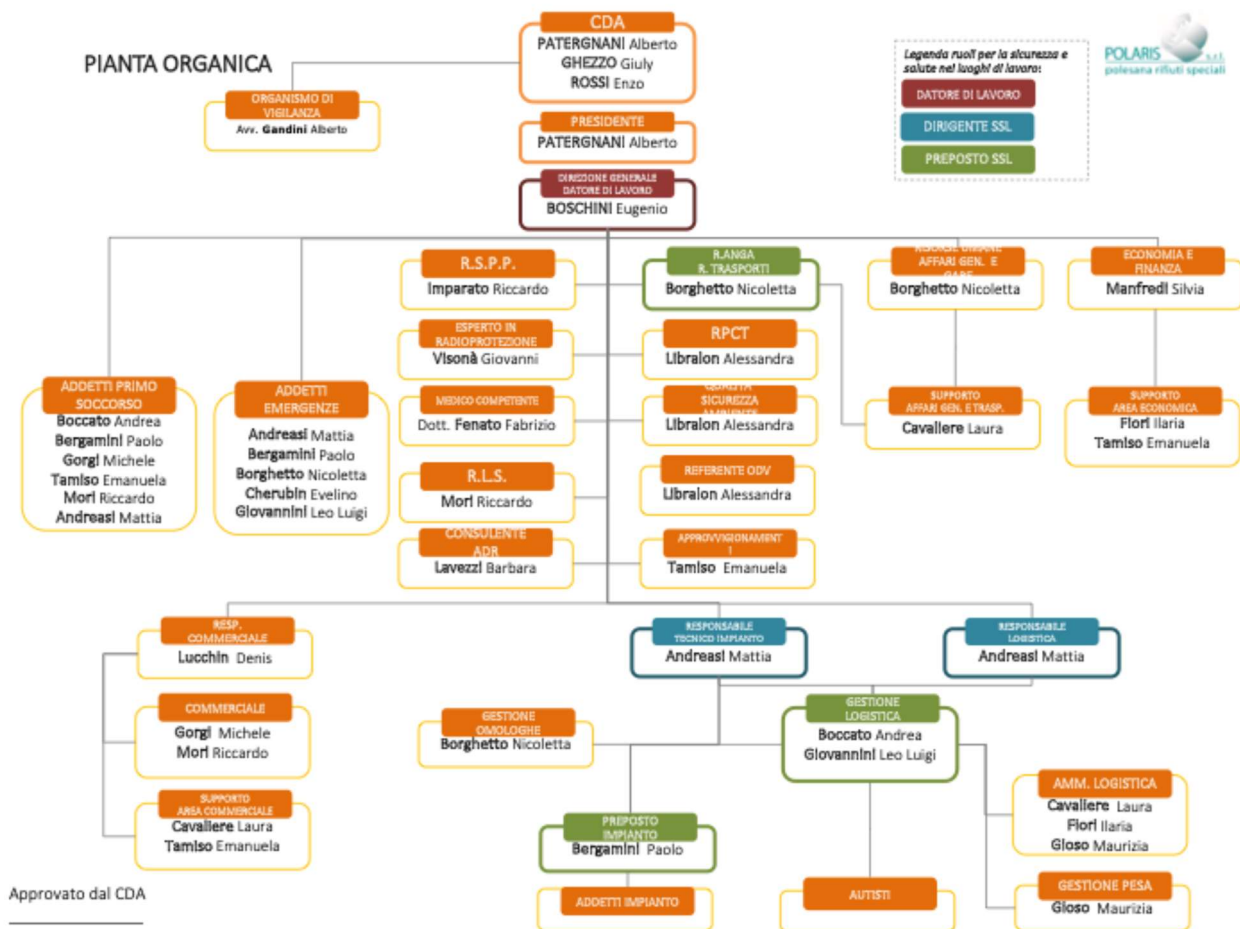 CDA
PATERGNANI Alberto
GHEZZO Giuly
ROSSI Enzo
PIANTA ORGANICA
Legenda ruoli per la sicurezza e
salute nei luoghi di lavoro:
DATORE DI LAVORO
DIRIGENTE SSL
PREPOSTO SSL
POLARIS s.r.l.
polesana rifiuti speciali
ORGANISMO DI
VIGILANZA
Avv. Gandini Alberto
PRESIDENTE
PATERGNANI Alberto
DIREZIONE GENERALE
DATORE DI LAVORO
BOSCHINI Eugenio
R.S.P.P.
Imparato Riccardo
R.ANGA
R. TRASPORTI
Borghetto Nicoletta
RISORSE UMANE
AFFARI GEN. E
GARE
Borghetto Nicoletta
ECONOMIA E
FINANZA
Manfredi Silvia
ESPERTO IN
RADIOPROTEZIONE
Visonà Giovanni
RPCT
Libralon Alessandra
ADDETTI PRIMO
SOCCORSO
Boccato Andrea
Bergamini Paolo
Gorgi Michele
Tamiso Emanuela
Mori Riccardo
Andreasi Mattia
ADDETTI
EMERGENZE
Andreasi Mattia
Bergamini Paolo
Borghetto Nicoletta
Cherubin Evelino
Giovannini Leo Luigi
MEDICO COMPETENTE
Dott. Fenato Fabrizio
QUALITÀ
SICUREZZA
AMBIENTE
Libralon Alessandra
SUPPORTO
AFFARI GEN. E TRASP.
Cavaliere Laura
SUPPORTO
AREA ECONOMICA
Fiori Ilaria
Tamiso Emanuela
R.L.S.
Mori Riccardo
REFERENTE ODV
Libralon Alessandra
CONSULENTE
ADR
Lavezzi Barbara
APPROVVIGIONAMENT
I
Tamiso Emanuela
RESP.
COMMERCIALE
Lucchin Denis
RESPONSABILE
TECNICO IMPIANTO
Andreasi Mattia
RESPONSABILE
LOGISTICA
Andreasi Mattia
COMMERCIALE
Gorgi Michele
Mori Riccardo
GESTIONE
OMOLOGHE
Borghetto Nicoletta
GESTIONE
LOGISTICA
Boccato Andrea
Giovannini Leo Luigi
SUPPORTO
AREA COMMERCIALE
Cavaliere Laura
Tamiso Emanuela
PREPOSTO
IMPIANTO
Bergamini Paolo
AMM. LOGISTICA
Cavaliere Laura
Fiori Ilaria
Gioso Maurizia
ADDETTI IMPIANTO
AUTISTI
GESTIONE PESA
Gioso Maurizia
Approvato dal CDA